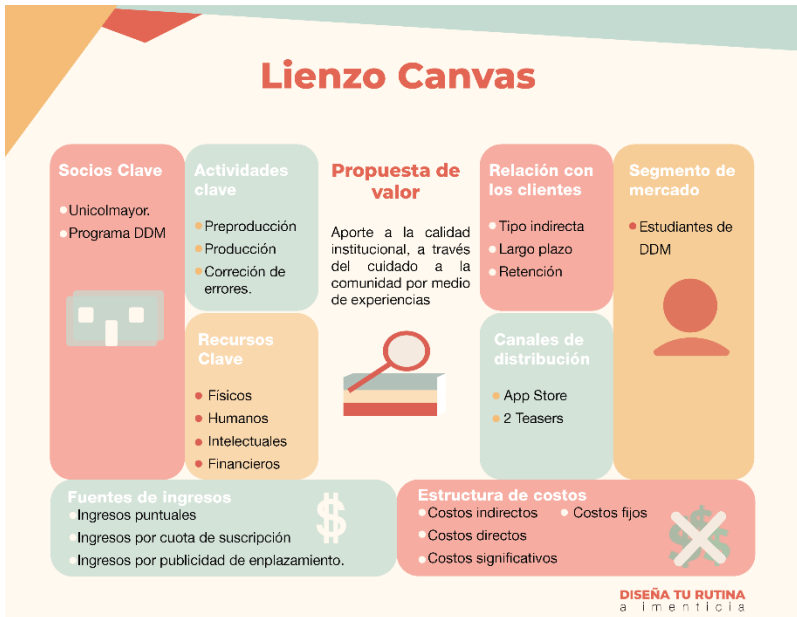 Lienzo Canvas
Socios Clave
Unicolmayor.
Programa DDM
Actividades
clave
Preproducción
Producción
Correción de
errores.
Recursos
Clave
Físicos
Humanos
Intelectuales
Financieros
Propuesta de
valor
Aporte a la calidad
institucional, a través
del cuidado a la
comunidad por medio
de experiencias
Relación con
los clientes
Tipo indirecta
Largo plazo
Retención
Canales de
distribución
App Store
2 Teasers
Segmento de
mercado
Estudiantes de
DDM
Fuentes de ingresos
Ingresos puntuales
Ingresos por cuota de suscripción
Ingresos por publicidad de enplazamiento.
$
Estructura de costos
Costos indirectos
Costos fijos
Costos directos
Costos significativos
$
DISEÑA TU RUTINA
a imenticia